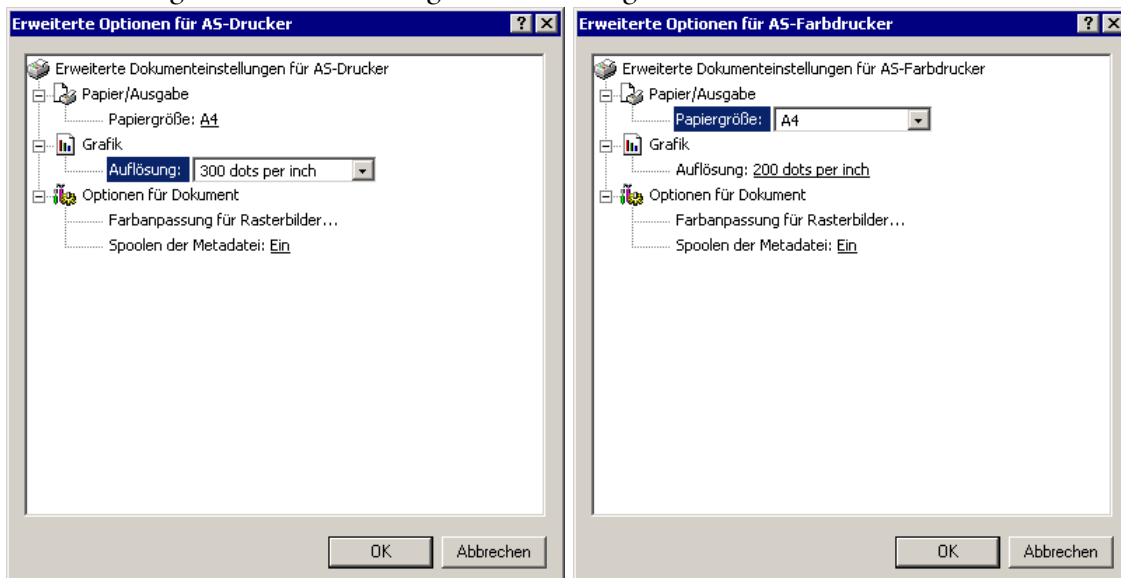 Erweiterte Optionen für AS-Drucker
Erweiterte Dokumenteinstellungen für AS-Drucker
Papier/Ausgabe
Papiergröße: A4
Grafik
Auflösung: 300 dots per inch
Optionen für Dokument
Farbanpassung für Rasterbilder...
Spoolen der Metadatei: Ein
OK Abbrechen
Erweiterte Optionen für AS-Farbdrucker
Erweiterte Dokumenteinstellungen für AS-Farbdrucker
Papier/Ausgabe
Papiergröße: A4
Grafik
Auflösung: 200 dots per inch
Optionen für Dokument
Farbanpassung für Rasterbilder...
Spoolen der Metadatei: Ein
OK Abbrechen